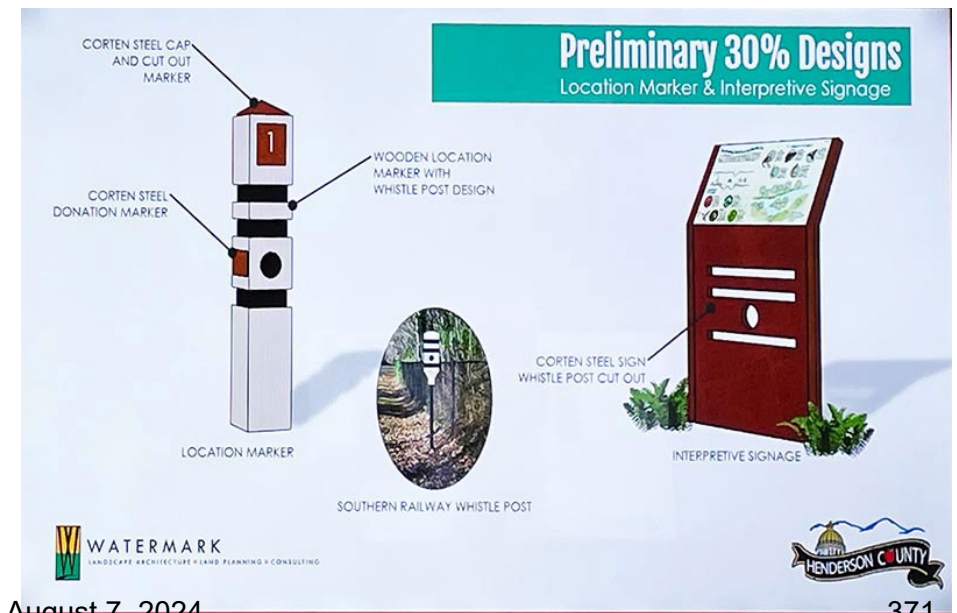 Preliminary 30% Designs
Location Marker & Interpretive Signage
CORTEN STEEL CAP
AND CUT OUT
MARKER
1
WOODEN LOCATION
MARKER WITH
WHISTLE POST DESIGN
CORTEN STEEL
DONATION MARKER
LOCATION MARKER
SOUTHERN RAILWAY WHISTLE POST
CORTEN STEEL SIGN
WHISTLE POST CUT OUT
INTERPRETIVE SIGNAGE
WATERMARK
LANDSCAPE ARCHITECTURE • LAND PLANNING • CONSULTING
HENDERSON COUNTY
August 7, 2024
371